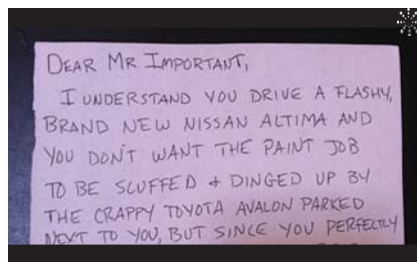 DEAR MR IMPORTANT,
I UNDERSTAND YOU DRIVE A FLASHY,
BRAND NEW NISSAN ALTIMA AND
YOU DON'T WANT THE PAINT JOB
TO BE SCUFFED + DINGED UP BY
THE CRAPPY TOYOTA AVALON PARKED
NEXT TO YOU, BUT SINCE YOU PERFECTLY